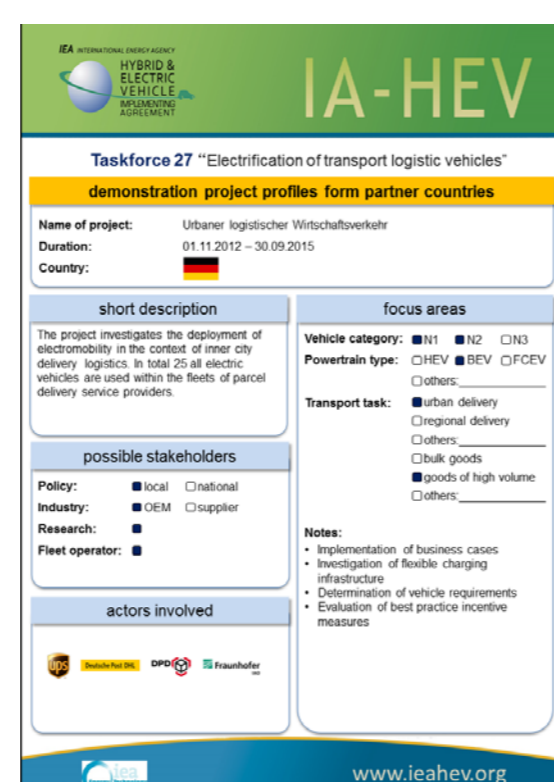 IEA INTERNATIONAL ENERGY AGENCY
HYBRID &
ELECTRIC
VEHICLE
IMPLEMENTING
AGREEMENT
IA-HEV
Taskforce 27 "Electrification of transport logistic vehicles"
demonstration project profiles form partner countries
Name of project: Urbaner logistischer Wirtschaftsverkehr
Duration: 01.11.2012 – 30.09.2015
Country:
short description
The project investigates the deployment of
electromobility in the context of inner city
delivery logistics. In total 25 all electric
vehicles are used within the fleets of parcel
delivery service providers.
possible stakeholders
Policy: local national
Industry: OEM supplier
Research:
Fleet operator:
actors involved
ups
Deutsche Post DHL
DPD
Fraunhofer
focus areas
Vehicle category: N1 N2 N3
Powertrain type: HEV BEV FCEV
others:
Transport task: urban delivery
regional delivery
others:
bulk goods
goods of high volume
others:
Notes:
• Implementation of business cases
• Investigation of flexible charging
infrastructure
• Determination of vehicle requirements
• Evaluation of best practice incentive
measures
iea
www.ieahev.org